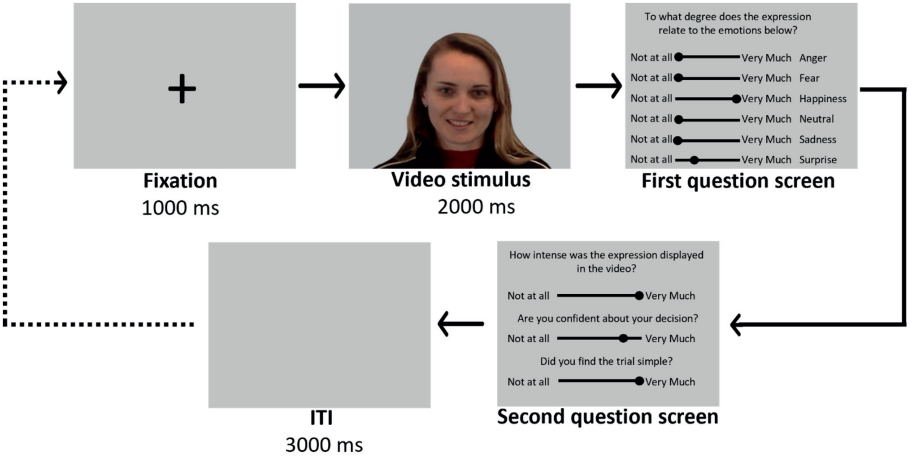 Fixation
1000 ms
Video stimulus
2000 ms
To what degree does the expression
relate to the emotions below?
Not at all Very Much Anger
Not at all Very Much Fear
Not at all Very Much Happiness
Not at all Very Much Neutral
Not at all Very Much Sadness
Not at all Very Much Surprise
First question screen
How intense was the expression displayed
in the video?
Not at all Very Much
Are you confident about your decision?
Not at all Very Much
Did you find the trial simple?
Not at all Very Much
Second question screen
ITI
3000 ms